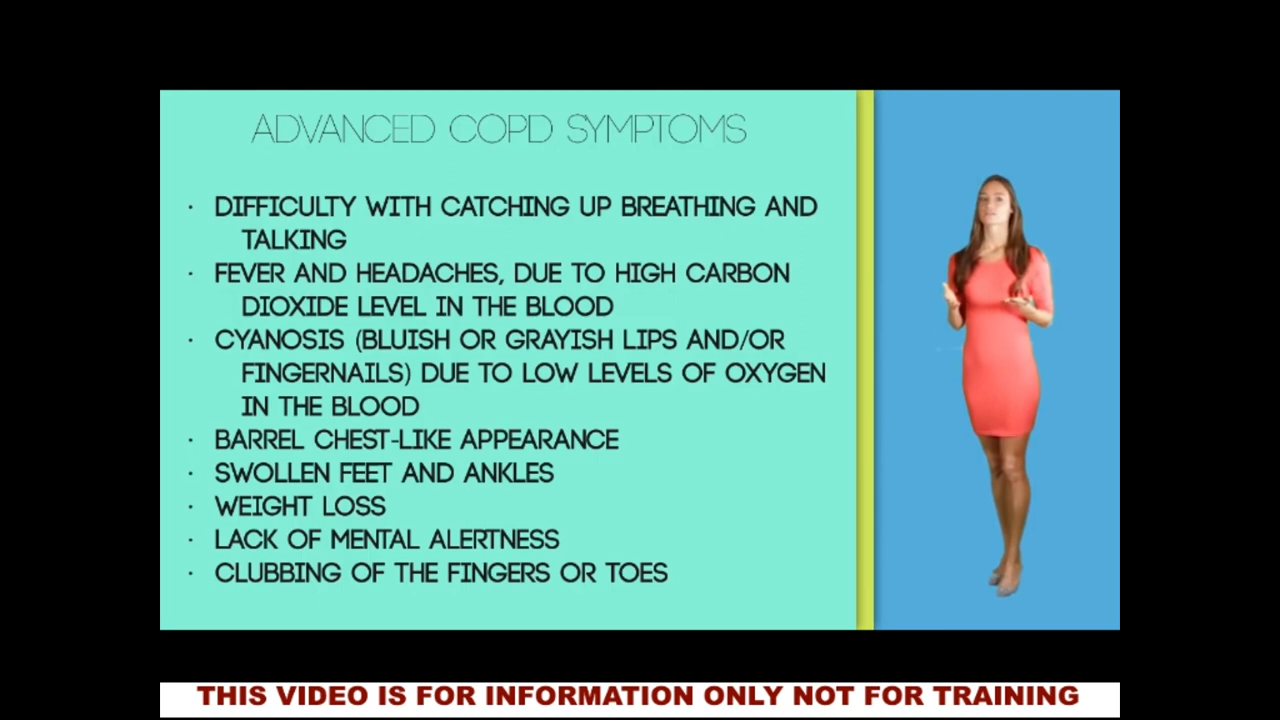 ADVANCED COPD SYMPTOMS
· DIFFICULTY WITH CATCHING UP BREATHING AND
TALKING
· FEVER AND HEADACHES, DUE TO HIGH CARBON
DIOXIDE LEVEL IN THE BLOOD
· CYANOSIS (BLUISH OR GRAYISH LIPS AND/OR
FINGERNAILS) DUE TO LOW LEVELS OF OXYGEN
IN THE BLOOD
· BARREL CHEST-LIKE APPEARANCE
· SWOLLEN FEET AND ANKLES
· WEIGHT LOSS
· LACK OF MENTAL ALERTNESS
· CLUBBING OF THE FINGERS OR TOES
THIS VIDEO IS FOR INFORMATION ONLY NOT FOR TRAINING